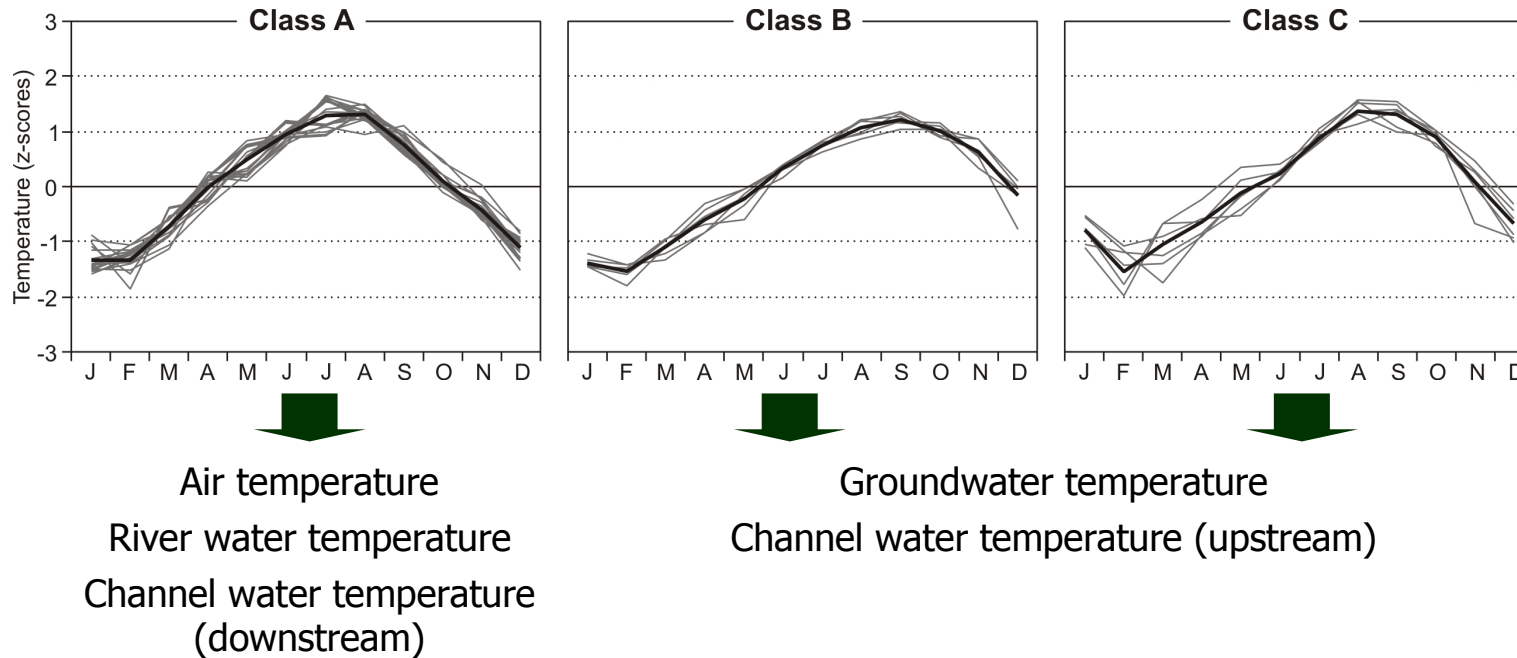 Class A
Class B
Class C
Temperature (z-scores)
3
2
1
0
-1
-2
-3
J F M A M J J A S O N D
J F M A M J J A S O N D
J F M A M J J A S O N D
Air temperature
River water temperature
Channel water temperature
(downstream)
Groundwater temperature
Channel water temperature (upstream)